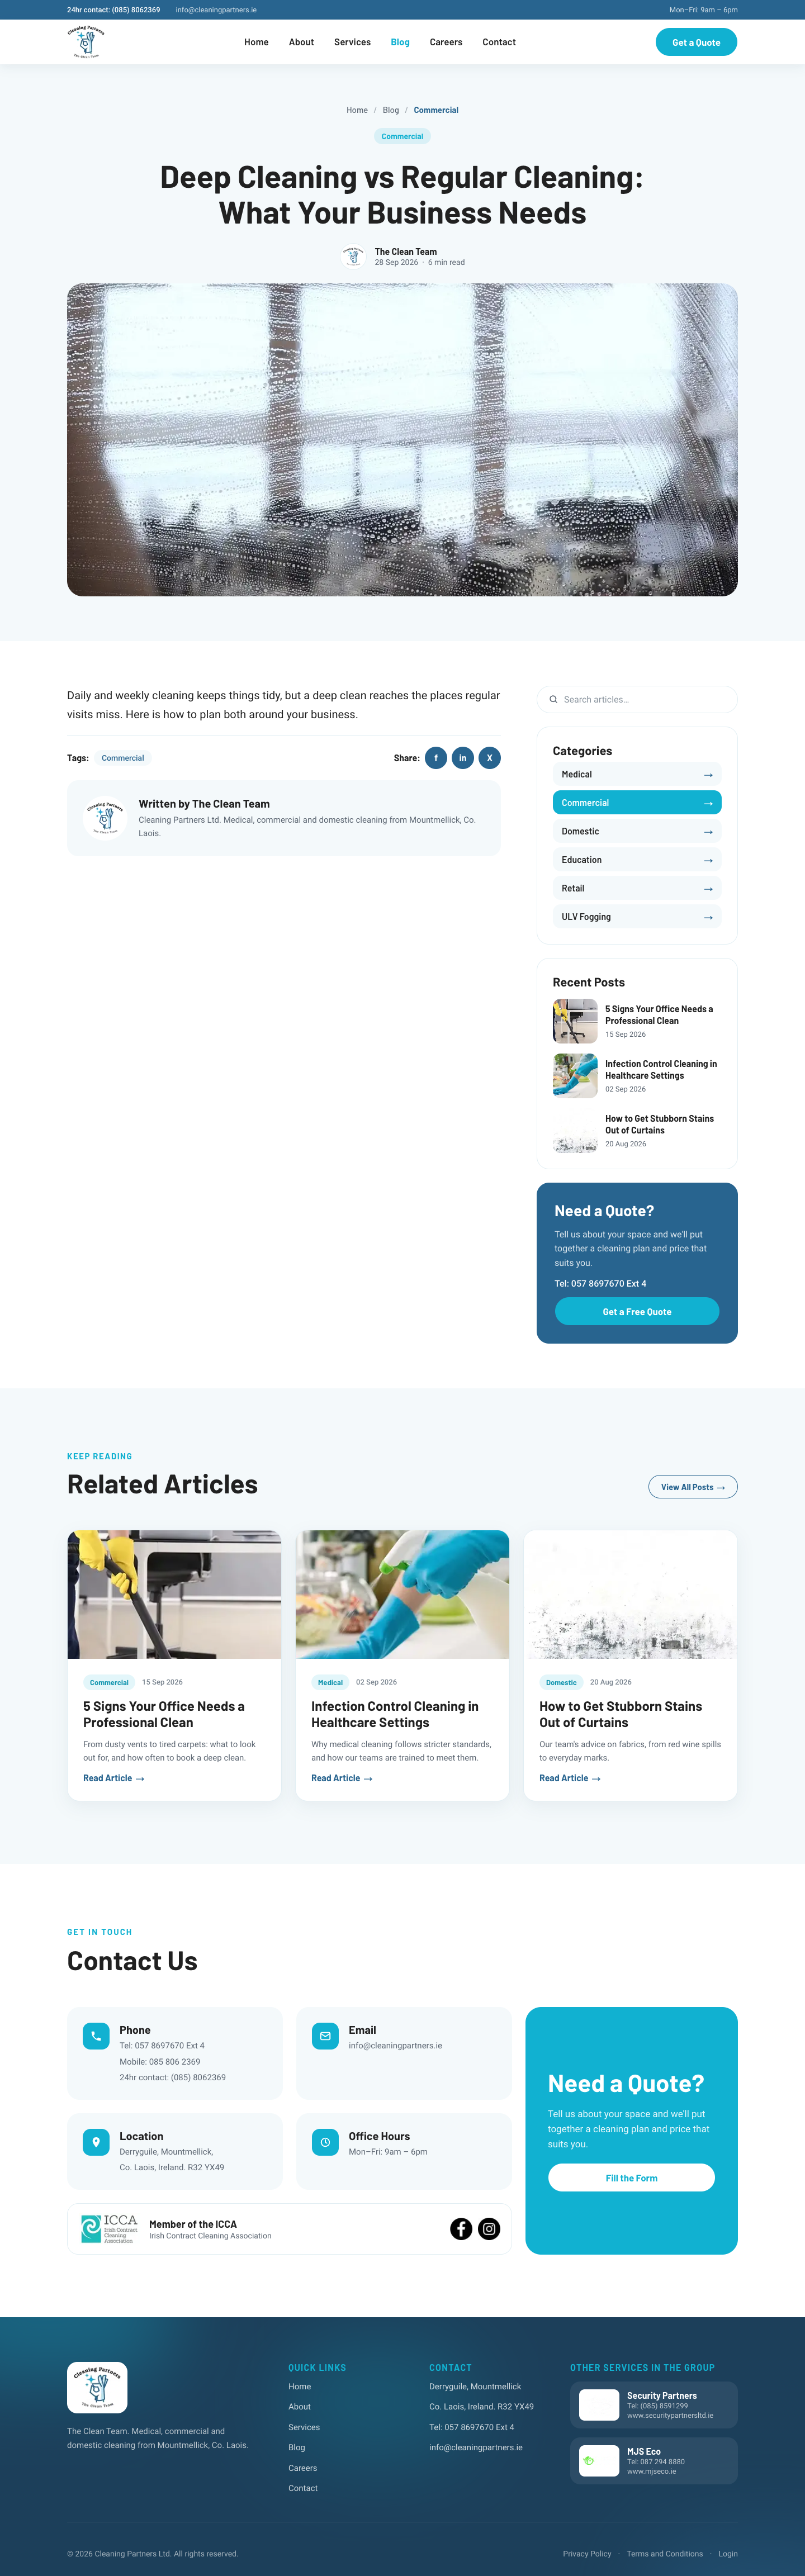 24hr contact: (085) 8062369
info@cleaningpartners.ie
Mon–Fri: 9am – 6pm
Cleaning Partners
The Clean Team
Home
About
Services
Blog
Careers
Contact
Get a Quote
Home / Blog / Commercial
Commercial
Deep Cleaning vs Regular Cleaning:
What Your Business Needs
The Clean Team
28 Sep 2026 · 6 min read
Daily and weekly cleaning keeps things tidy, but a deep clean reaches the places regular
visits miss. Here is how to plan both around your business.
Tags: Commercial
Share: f in X
Cleaning Partners
The Clean Team
Written by The Clean Team
Cleaning Partners Ltd. Medical, commercial and domestic cleaning from Mountmellick, Co.
Laois.
Search articles...
Categories
Medical →
Commercial →
Domestic →
Education →
Retail →
ULV Fogging →
Recent Posts
5 Signs Your Office Needs a
Professional Clean
15 Sep 2026
Infection Control Cleaning in
Healthcare Settings
02 Sep 2026
How to Get Stubborn Stains
Out of Curtains
20 Aug 2026
Need a Quote?
Tell us about your space and we'll put
together a cleaning plan and price that
suits you.
Tel: 057 8697670 Ext 4
Get a Free Quote
KEEP READING
Related Articles
View All Posts →
Commercial 15 Sep 2026
5 Signs Your Office Needs a
Professional Clean
From dusty vents to tired carpets: what to look
out for, and how often to book a deep clean.
Read Article →
Medical 02 Sep 2026
Infection Control Cleaning in
Healthcare Settings
Why medical cleaning follows stricter standards,
and how our teams are trained to meet them.
Read Article →
Domestic 20 Aug 2026
How to Get Stubborn Stains
Out of Curtains
Our team's advice on fabrics, from red wine spills
to everyday marks.
Read Article →
GET IN TOUCH
Contact Us
Phone
Tel: 057 8697670 Ext 4
Mobile: 085 806 2369
24hr contact: (085) 8062369
Email
info@cleaningpartners.ie
Location
Derryguile, Mountmellick,
Co. Laois, Ireland. R32 YX49
Office Hours
Mon–Fri: 9am – 6pm
ICCA
Irish Contract
Cleaning
Association
Member of the ICCA
Irish Contract Cleaning Association
Need a Quote?
Tell us about your space and we'll put
together a cleaning plan and price that
suits you.
Fill the Form
Cleaning Partners
The Clean Team
The Clean Team. Medical, commercial and
domestic cleaning from Mountmellick, Co. Laois.
QUICK LINKS
Home
About
Services
Blog
Careers
Contact
CONTACT
Derryguile, Mountmellick
Co. Laois, Ireland. R32 YX49
Tel: 057 8697670 Ext 4
info@cleaningpartners.ie
OTHER SERVICES IN THE GROUP
Security Partners
Tel: (085) 8591299
www.securitypartnersltd.ie
MJS Eco
Tel: 087 294 8880
www.mjseco.ie
© 2026 Cleaning Partners Ltd. All rights reserved.
Privacy Policy · Terms and Conditions · Login